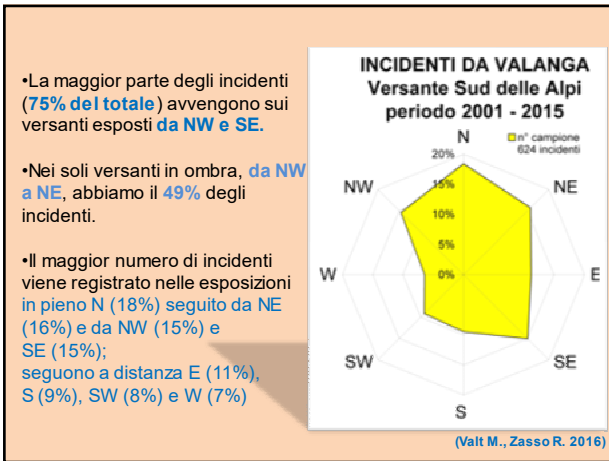 •La maggior parte degli incidenti
(75% del totale) avvengono sui
versanti esposti da NW e SE.
•Nei soli versanti in ombra, da NW
a NE, abbiamo il 49% degli
incidenti.
•Il maggior numero di incidenti
viene registrato nelle esposizioni
in pieno N (18%) seguito da NE
(16%) e da NW (15%) e
SE (15%);
seguono a distanza E (11%),
S (9%), SW (8%) e W (7%)
INCIDENTI DA VALANGA
Versante Sud delle Alpi
periodo 2001 - 2015
N
n° campione
624 incidenti
20%
NW
NE
15%
10%
5%
W
0%
E
SW
SE
S
(Valt M., Zasso R. 2016)